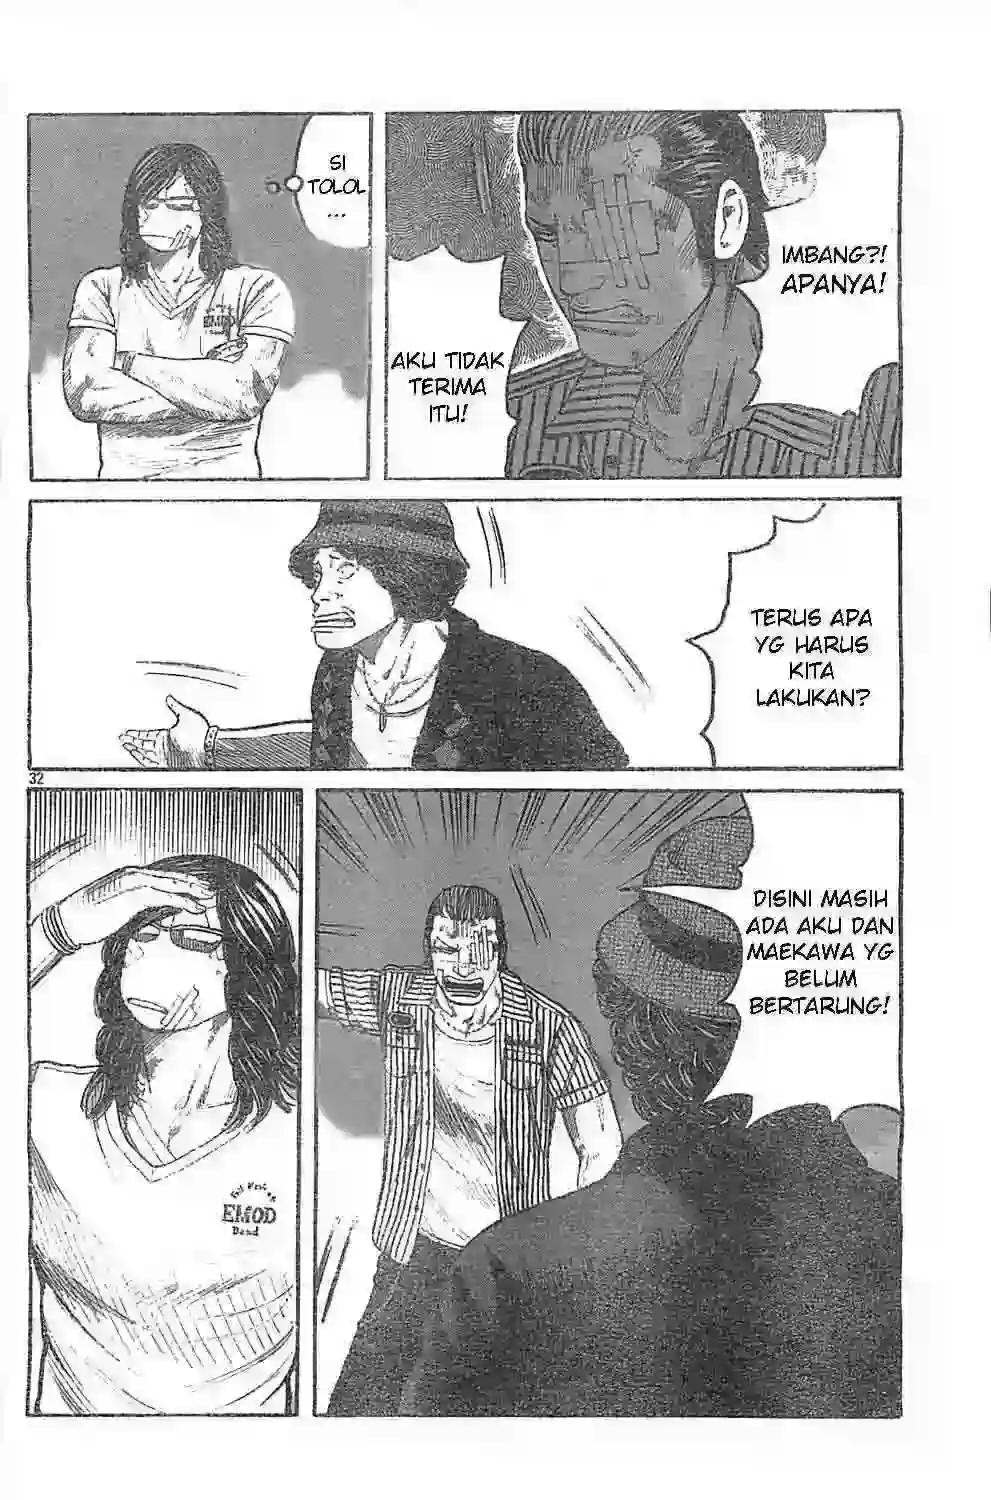 IMBANG?!
APANYA!
AKU TIDAK
TERIMA
ITU!
SI
TOLOL
...
EMOD
TERUS APA
YG HARUS
KITA
LAKUKAN?
32
DISINI MASIH
ADA AKU DAN
MAEKAWA YG
BELUM
BERTARUNG!
EMOD
Band